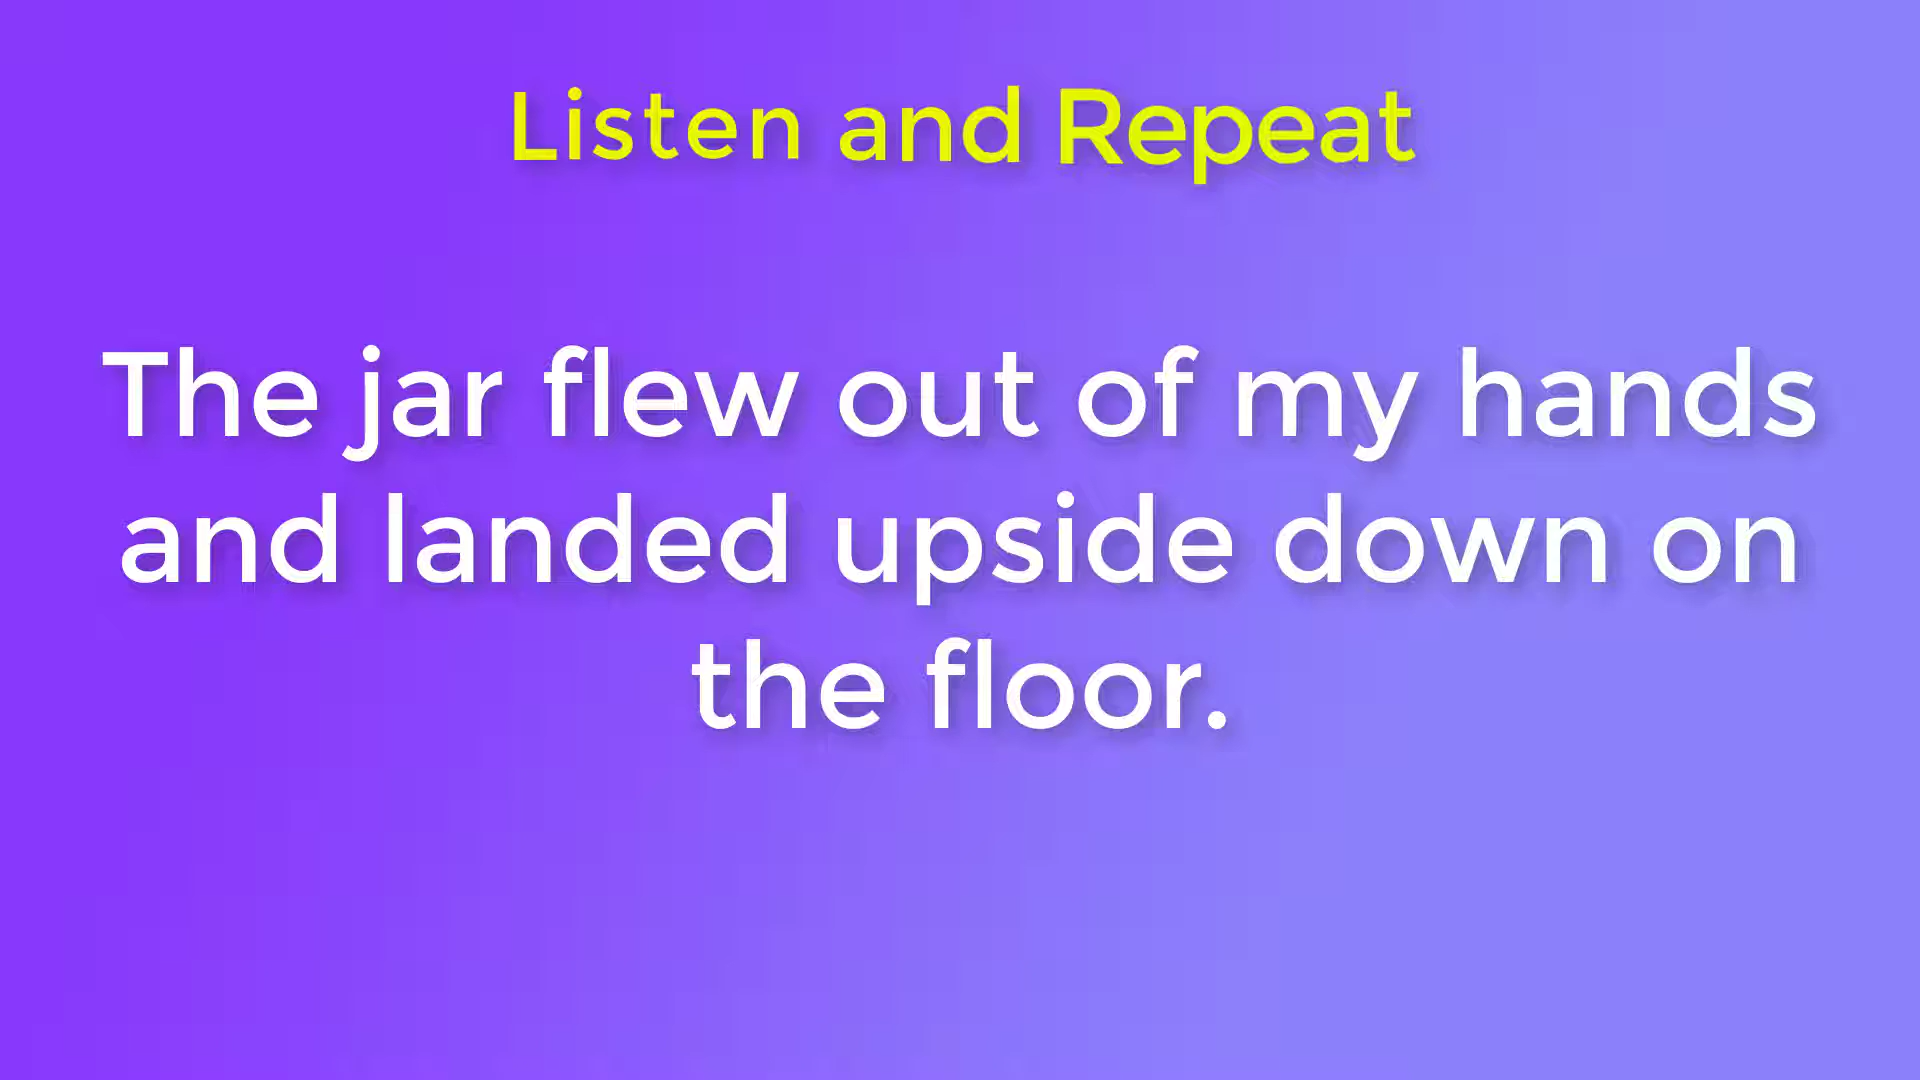 Listen and Repeat
The jar flew out of my hands
and landed upside down on
the floor.